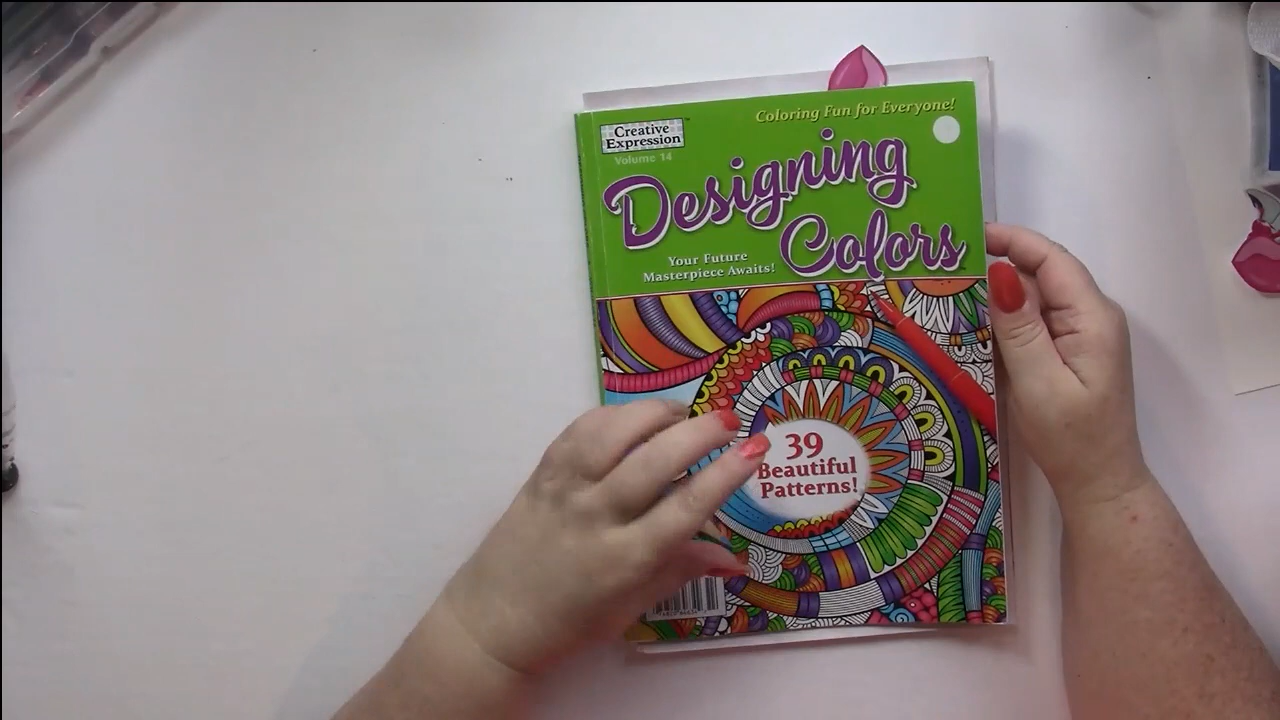 Coloring Fun for Everyone!
Creative
Expression
Volume 14
Designing
Colors
Your Future
Masterpiece Awaits!
39
Beautiful
Patterns!